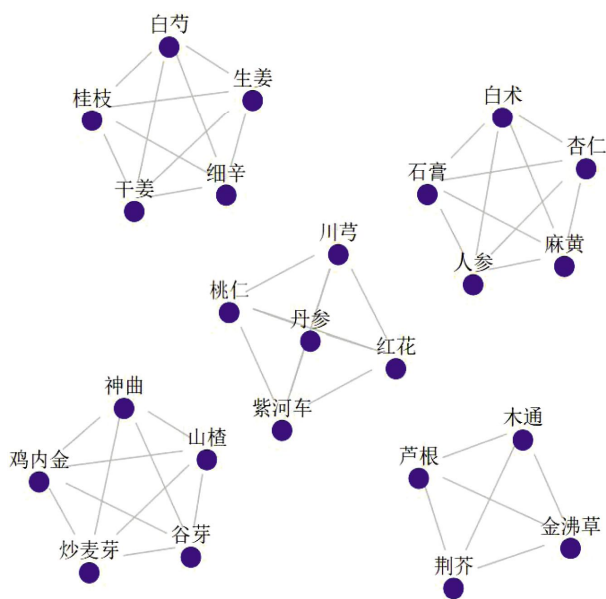 白芍
生姜
桂枝
细辛
干姜
白术
杏仁
石膏
麻黄
人参
川芎
桃仁
丹参
红花
紫河车
神曲
山楂
鸡内金
谷芽
炒麦芽
木通
芦根
金沸草
荆芥